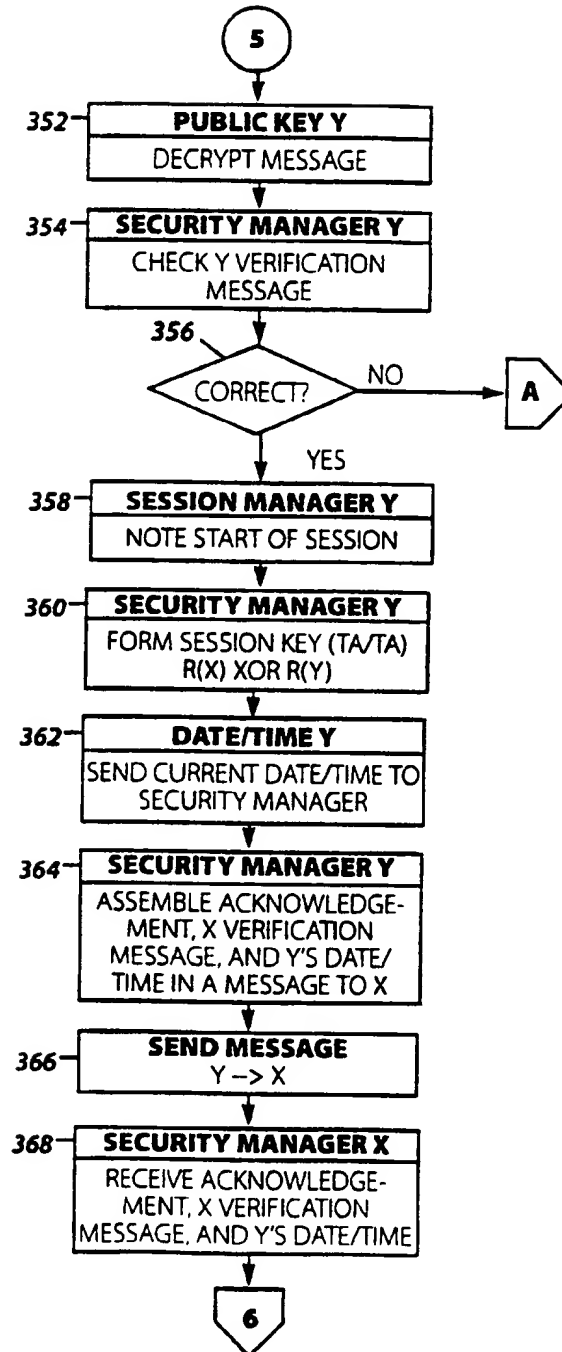 5
352
PUBLIC KEY Y
DECRYPT MESSAGE
354
SECURITY MANAGER Y
CHECK Y VERIFICATION
MESSAGE
356
CORRECT?
NO
A
YES
358
SESSION MANAGER Y
NOTE START OF SESSION
360
SECURITY MANAGER Y
FORM SESSION KEY (TA/TA)
R(X) XOR R(Y)
362
DATE/TIME Y
SEND CURRENT DATE/TIME TO
SECURITY MANAGER
364
SECURITY MANAGER Y
ASSEMBLE ACKNOWLEDGE-
MENT, X VERIFICATION
MESSAGE, AND Y'S DATE/
TIME IN A MESSAGE TO X
366
SEND MESSAGE
Y –> X
368
SECURITY MANAGER X
RECEIVE ACKNOWLEDGE-
MENT, X VERIFICATION
MESSAGE, AND Y'S DATE/TIME
6